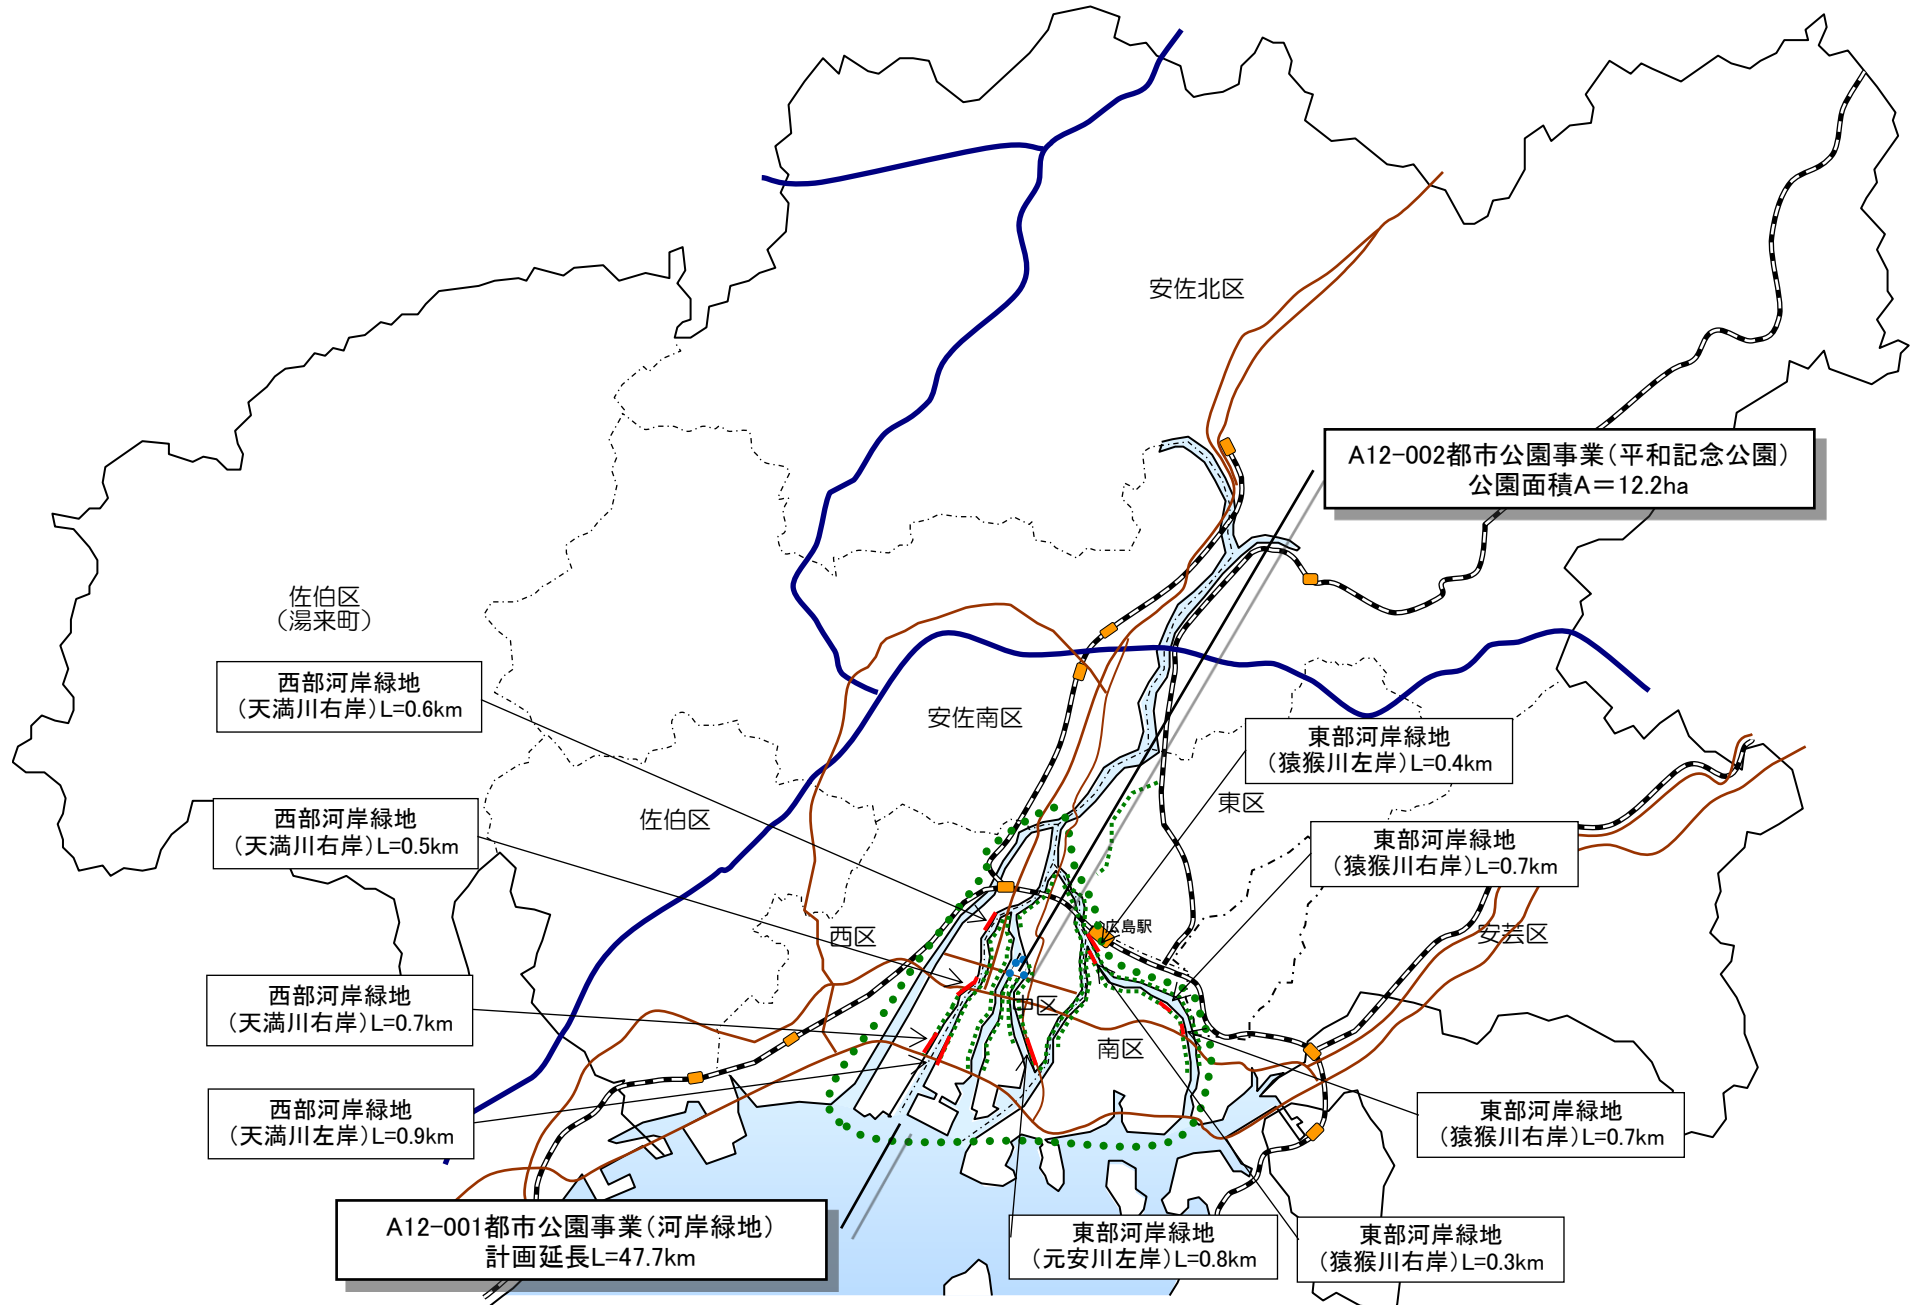 安佐北区
A12-002都市公園事業(平和記念公園)
公園面積A＝12.2ha
佐伯区
(湯来町)
西部河岸緑地
(天満川右岸)L=0.6km
安佐南区
東部河岸緑地
(猿猴川左岸)L=0.4km
東区
西部河岸緑地
(天満川右岸)L=0.5km
佐伯区
東部河岸緑地
(猿猴川右岸)L=0.7km
広島駅
西区
安芸区
西部河岸緑地
(天満川右岸)L=0.7km
中区
南区
西部河岸緑地
(天満川左岸)L=0.9km
東部河岸緑地
(猿猴川右岸)L=0.7km
A12-001都市公園事業(河岸緑地)
計画延長L=47.7km
東部河岸緑地
(元安川左岸)L=0.8km
東部河岸緑地
(猿猴川右岸)L=0.3km